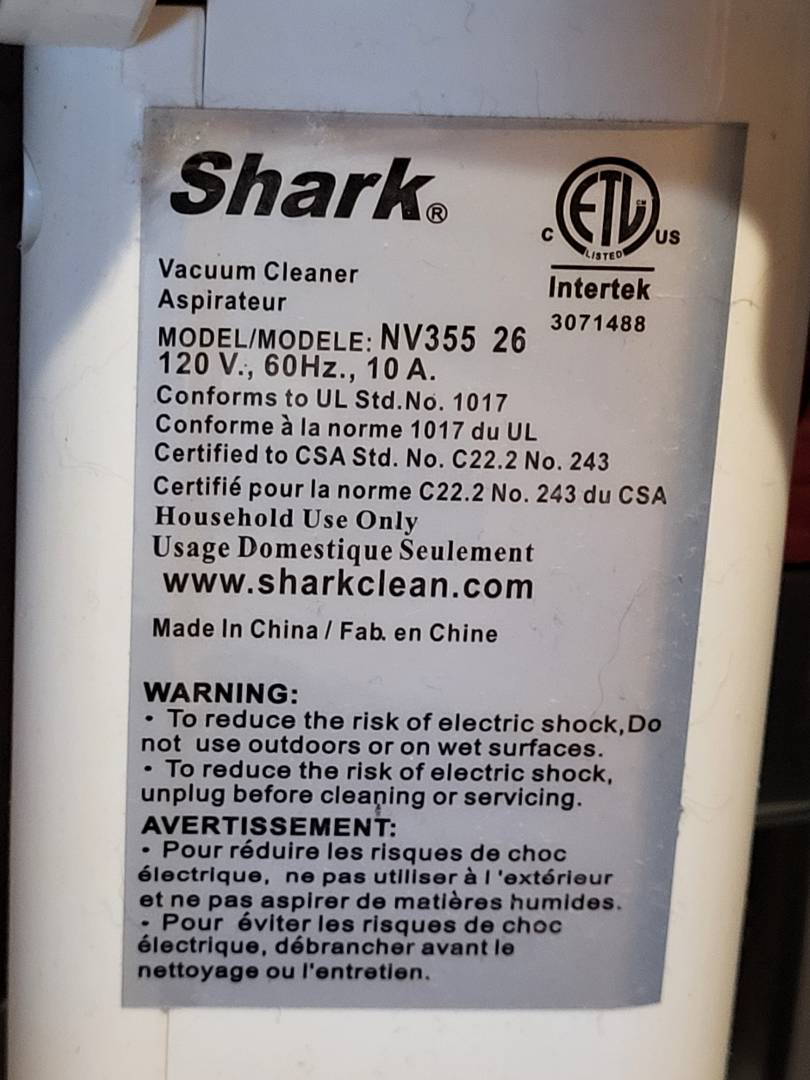 Shark®
C ETL CM US
LISTED
Intertek
3071488
Vacuum Cleaner
Aspirateur
MODEL/MODELE: NV355 26
120 V., 60Hz., 10 A.
Conforms to UL Std.No. 1017
Conforme à la norme 1017 du UL
Certified to CSA Std. No. C22.2 No. 243
Certifié pour la norme C22.2 No. 243 du CSA
Household Use Only
Usage Domestique Seulement
www.sharkclean.com
Made In China / Fab. en Chine
WARNING:
• To reduce the risk of electric shock,Do
not use outdoors or on wet surfaces.
• To reduce the risk of electric shock,
unplug before cleaning or servicing.
AVERTISSEMENT:
• Pour réduire les risques de choc
électrique, ne pas utiliser à l'extérieur
et ne pas aspirer de matières humides.
• Pour éviter les risques de choc
électrique, débrancher avant le
nettoyage ou l'entretien.